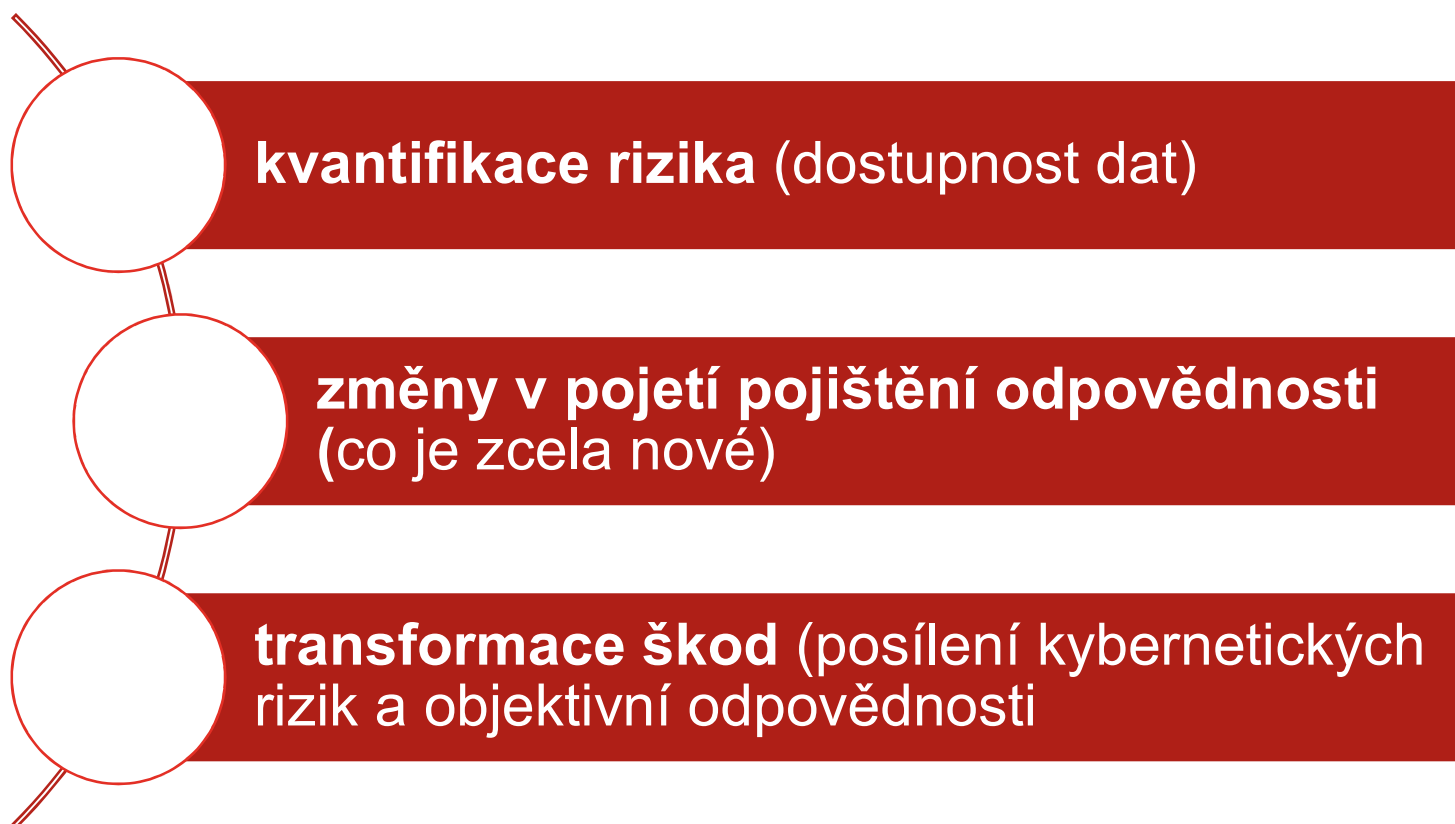 kvantifikace rizika (dostupnost dat)
změny v pojetí pojištění odpovědnosti
(co je zcela nové)
transformace škod (posílení kybernetických
rizik a objektivní odpovědnosti